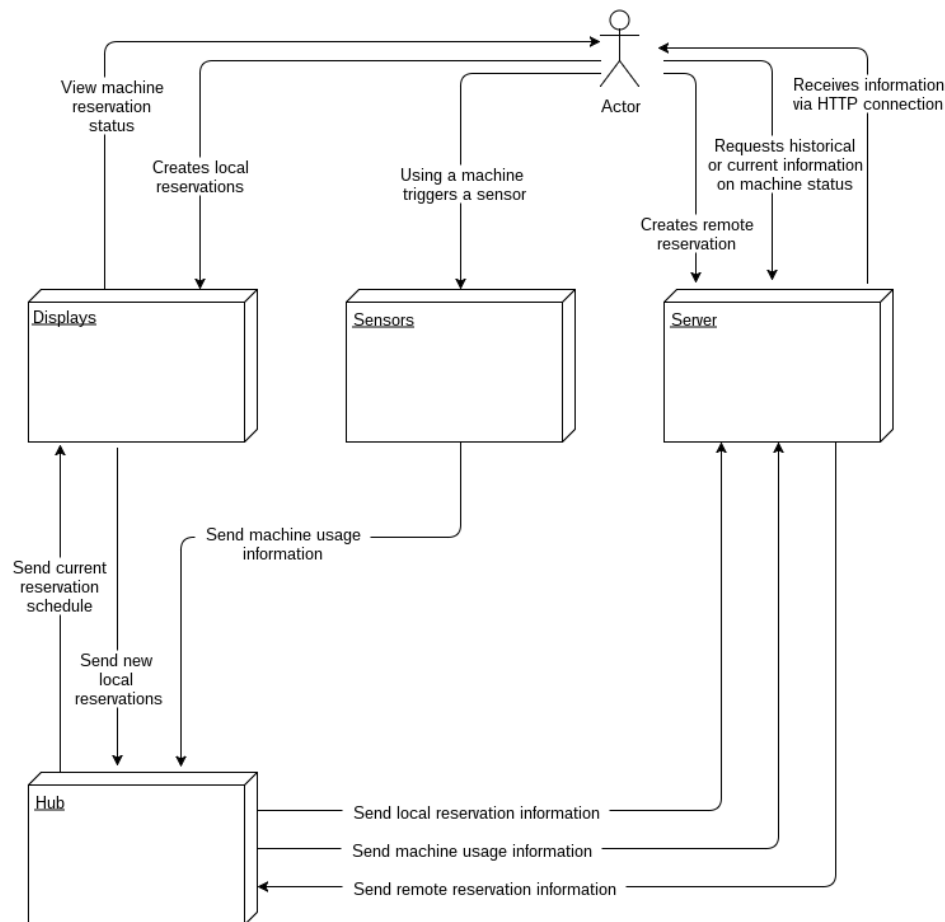 Actor
View machine
reservation
status
Receives information
via HTTP connection
Creates local
reservations
Using a machine
triggers a sensor
Requests historical
or current information
on machine status
Creates remote
reservation
Displays
Sensors
Server
Send machine usage
information
Send current
reservation
schedule
Send new
local
reservations
Hub
Send local reservation information
Send machine usage information
Send remote reservation information